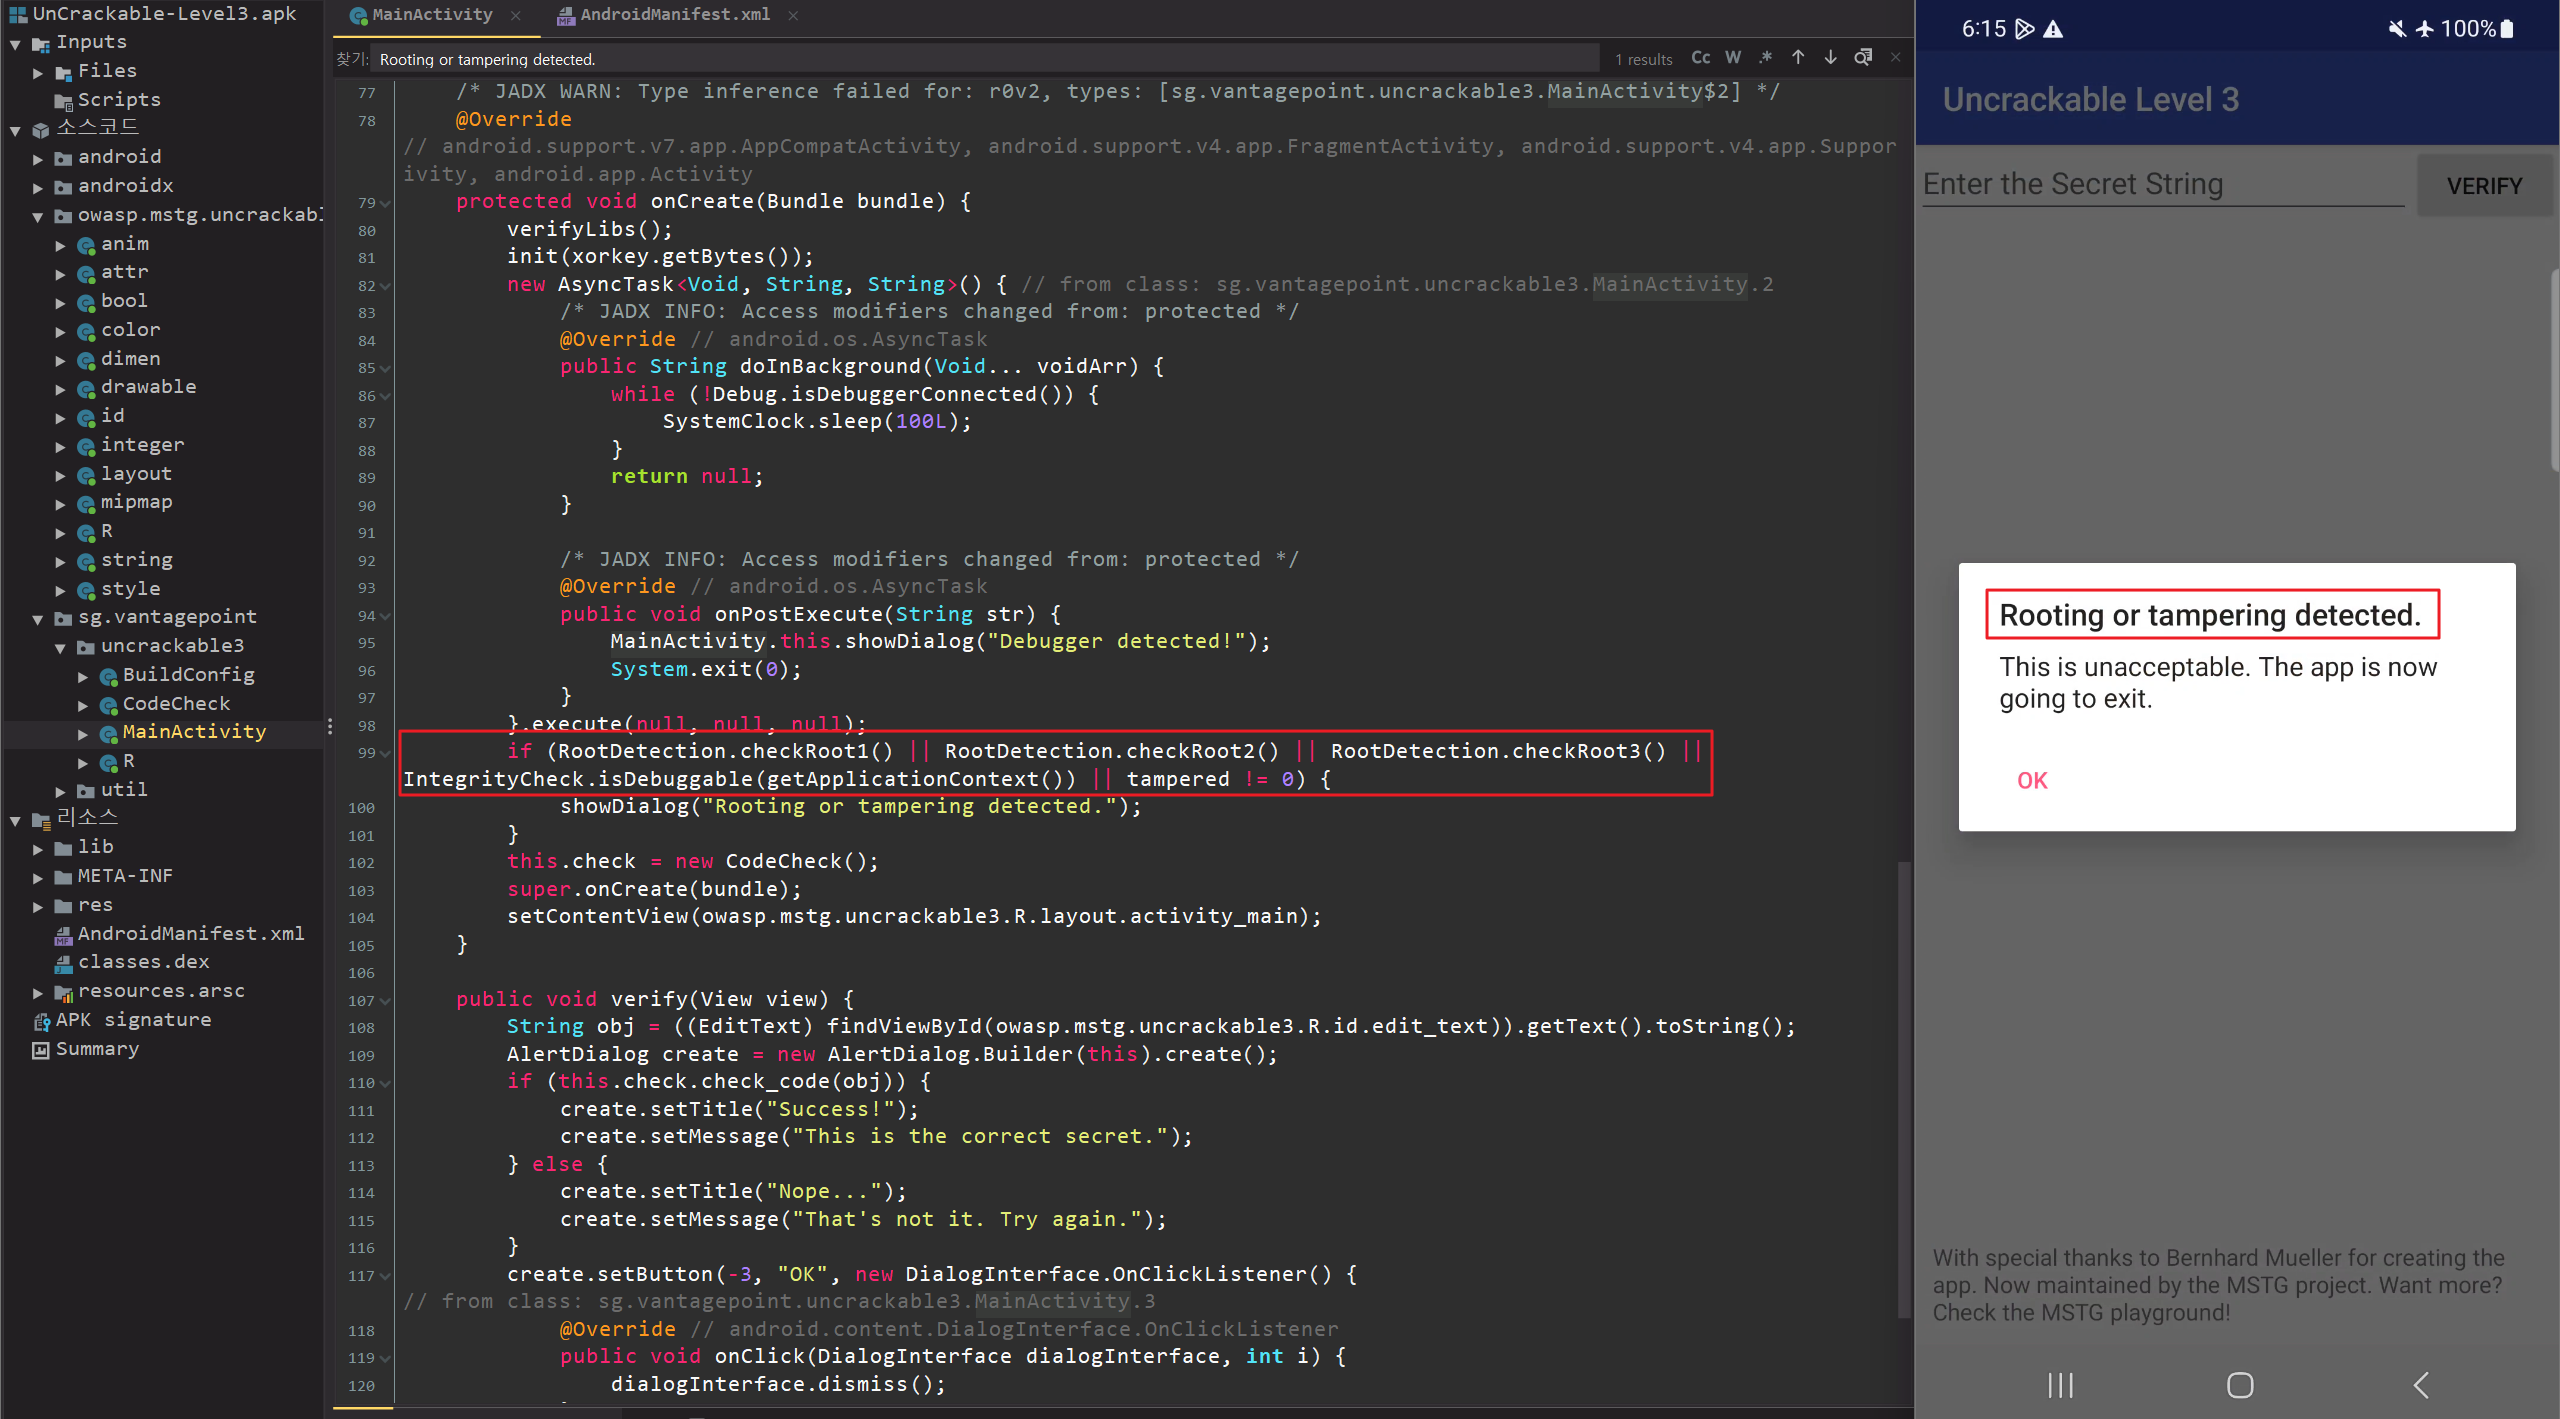 UnCrackable-Level3.apk
Inputs
Files
Scripts
소스코드
android
androidx
owasp.mstg.uncrackabl
anim
attr
bool
color
dimen
drawable
id
integer
layout
mipmap
R
string
style
sg.vantagepoint
uncrackable3
BuildConfig
CodeCheck
MainActivity
R
util
리소스
lib
META-INF
res
AndroidManifest.xml
classes.dex
resources.arsc
APK signature
Summary
MainActivity ×
AndroidManifest.xml ×
찾기: Rooting or tampering detected. 1 results Cc W .* ↑ ↓ ×
77 /* JADX WARN: Type inference failed for: r0v2, types: [sg.vantagepoint.uncrackable3.MainActivity$2] */
78 @Override
// android.support.v7.app.AppCompatActivity, android.support.v4.app.FragmentActivity, android.support.v4.app.Suppor
ivity, android.app.Activity
79 protected void onCreate(Bundle bundle) {
80 verifyLibs();
81 init(xorkey.getBytes());
82 new AsyncTask<Void, String, String>() { // from class: sg.vantagepoint.uncrackable3.MainActivity.2
83 /* JADX INFO: Access modifiers changed from: protected */
84 @Override // android.os.AsyncTask
85 public String doInBackground(Void... voidArr) {
86 while (!Debug.isDebuggerConnected()) {
87 SystemClock.sleep(100L);
88 }
89 return null;
90 }
91
92 /* JADX INFO: Access modifiers changed from: protected */
93 @Override // android.os.AsyncTask
94 public void onPostExecute(String str) {
95 MainActivity.this.showDialog("Debugger detected!");
96 System.exit(0);
97 }
98 }.execute(null, null, null);
99 if (RootDetection.checkRoot1() || RootDetection.checkRoot2() || RootDetection.checkRoot3() ||
IntegrityCheck.isDebuggable(getApplicationContext()) || tampered != 0) {
100 showDialog("Rooting or tampering detected.");
101 }
102 this.check = new CodeCheck();
103 super.onCreate(bundle);
104 setContentView(owasp.mstg.uncrackable3.R.layout.activity_main);
105 }
106
107 public void verify(View view) {
108 String obj = ((EditText) findViewById(owasp.mstg.uncrackable3.R.id.edit_text)).getText().toString();
109 AlertDialog create = new AlertDialog.Builder(this).create();
110 if (this.check.check_code(obj)) {
111 create.setTitle("Success!");
112 create.setMessage("This is the correct secret.");
113 } else {
114 create.setTitle("Nope...");
115 create.setMessage("That's not it. Try again.");
116 }
117 create.setButton(-3, "OK", new DialogInterface.OnClickListener() {
// from class: sg.vantagepoint.uncrackable3.MainActivity.3
118 @Override // android.content.DialogInterface.OnClickListener
119 public void onClick(DialogInterface dialogInterface, int i) {
120 dialogInterface.dismiss();
6:15 100%
Uncrackable Level 3
Enter the Secret String VERIFY
Rooting or tampering detected.
This is unacceptable. The app is now
going to exit.
OK
With special thanks to Bernhard Mueller for creating the
app. Now maintained by the MSTG project. Want more?
Check the MSTG playground!